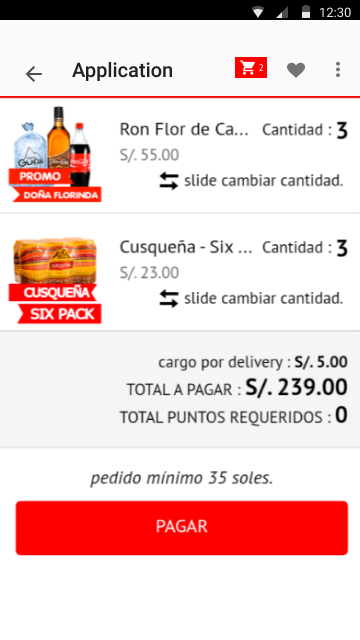 12:30
Application
2
Ron Flor de Ca... Cantidad : 3
S/. 55.00
slide cambiar cantidad.
PROMO
DOÑA FLORINDA
Cusqueña - Six ... Cantidad : 3
S/. 23.00
slide cambiar cantidad.
CUSQUEÑA
SIX PACK
cargo por delivery : S/. 5.00
TOTAL A PAGAR : S/. 239.00
TOTAL PUNTOS REQUERIDOS : 0
pedido mínimo 35 soles.
PAGAR